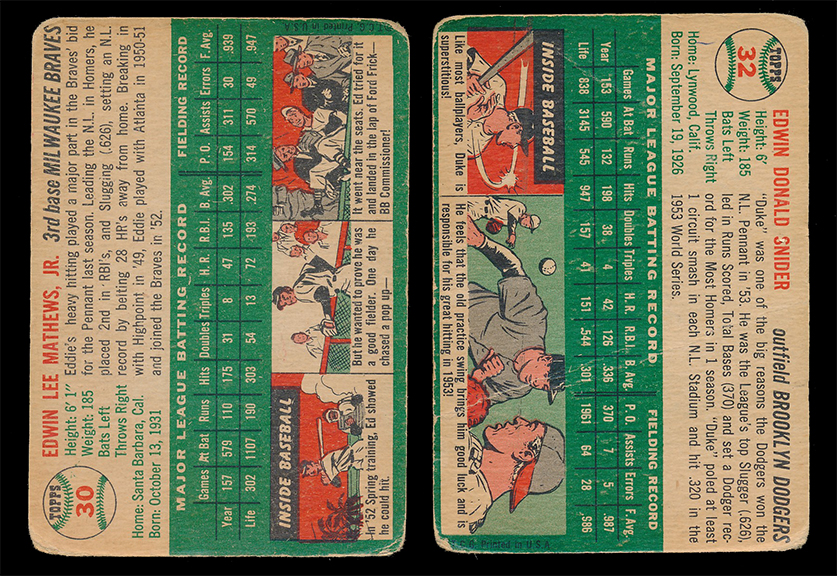 TOPPS
30
EDWIN LEE MATHEWS, JR. 3rd base MILWAUKEE BRAVES
Height: 6' 1" Eddie's heavy hitting played a major part in the Braves' bid
Weight: 185 for the Pennant last season. Leading the N.L. in Homers, he
Bats Left placed 2nd in RBI's, and Slugging (.626), setting an N.L.
Throws Right record by belting 28 HR's away from home. Breaking in
Home: Santa Barbara, Cal. with Highpoint in '49, Eddie played with Atlanta in 1950-51
Born: October 13, 1931 and joined the Braves in '52.
MAJOR LEAGUE BATTING RECORD FIELDING RECORD
Games At Bat Runs Hits Doubles Triples H.R. R.B.I. B. Avg. P.O. Assists Errors F. Avg.
Year 157 579 110 175 31 8 47 135 .302 154 311 30 .939
Life 302 1107 190 303 54 13 72 193 .274 314 570 49 .947
INSIDE BASEBALL
In '52 Spring training, Ed showed
he could hit.
But he wanted to prove he was
a good fielder. One day he
chased a pop up—
It went near the seats. Ed tried for it
and landed in the lap of Ford Frick—
BB Commissioner!
T.C.G. Printed in U.S.A.
TOPPS
32
EDWIN DONALD SNIDER outfield BROOKLYN DODGERS
Height: 6' "Duke" was one of the big reasons the Dodgers won the
Weight: 185 N.L. Pennant in '53. He was the League's top Slugger (.626),
Bats Left led in Runs Scored, Total Bases (370) and set a Dodger rec-
Throws Right ord for the Most Homers in 1 season. "Duke" poled at least
Home: Lynwood, Calif. 1 circuit smash in each N.L. Stadium and hit .320 in the
Born: September 19, 1926 1953 World Series.
MAJOR LEAGUE BATTING RECORD FIELDING RECORD
Games At Bat Runs Hits Doubles Triples H.R. R.B.I. B. Avg. P.O. Assists Errors F. Avg.
Year 153 590 132 198 38 4 42 126 .336 370 7 5 .987
Life 838 3145 545 947 157 41 151 544 .301 1961 64 28 .986
INSIDE BASEBALL
Like most ballplayers, Duke is
superstitious!
He feels that the old practice swing brings him good luck and is
responsible for his great hitting in 1953!
Printed in U.S.A.